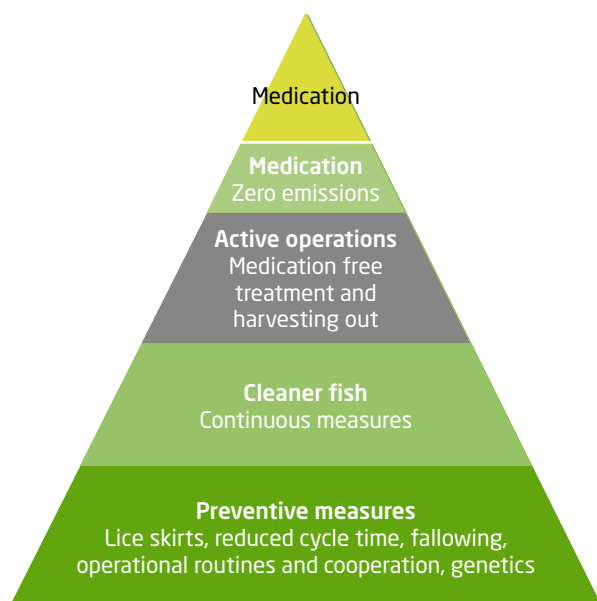 Medication
Medication
Zero emissions
Active operations
Medication free
treatment and
harvesting out
Cleaner fish
Continuous measures
Preventive measures
Lice skirts, reduced cycle time, fallowing,
operational routines and cooperation, genetics